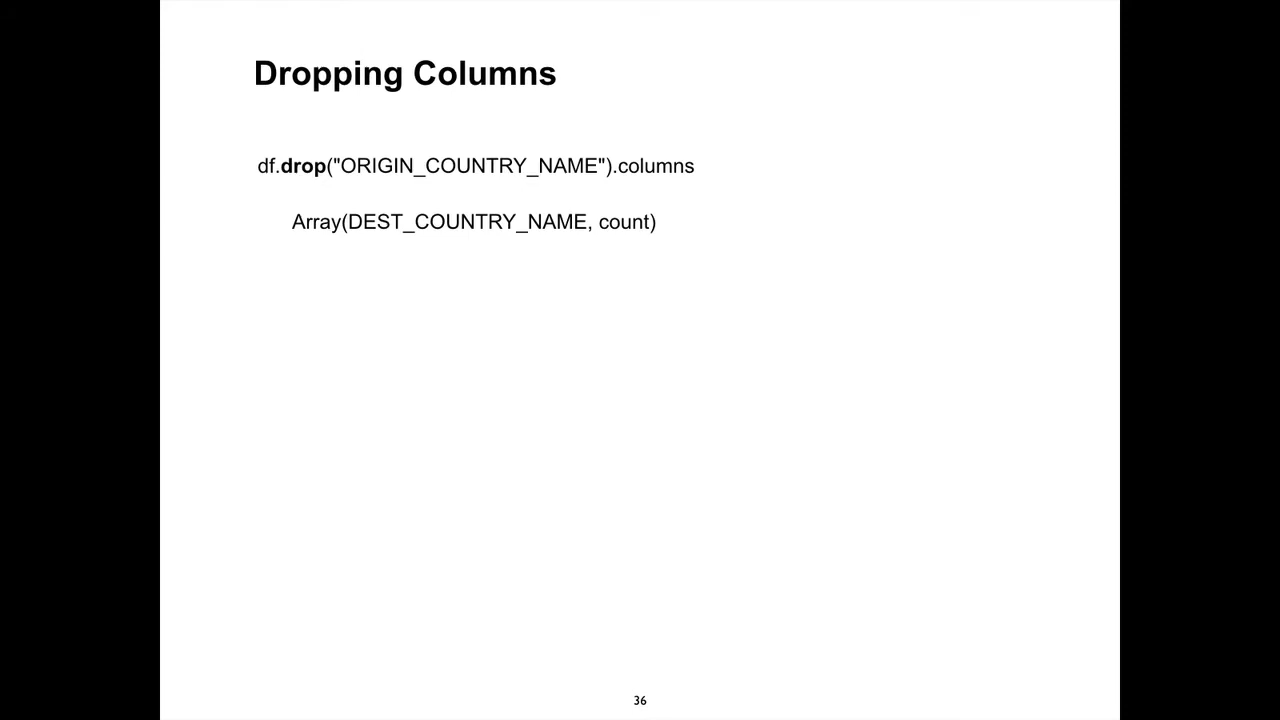 Dropping Columns
df.drop("ORIGIN_COUNTRY_NAME").columns
Array(DEST_COUNTRY_NAME, count)
36